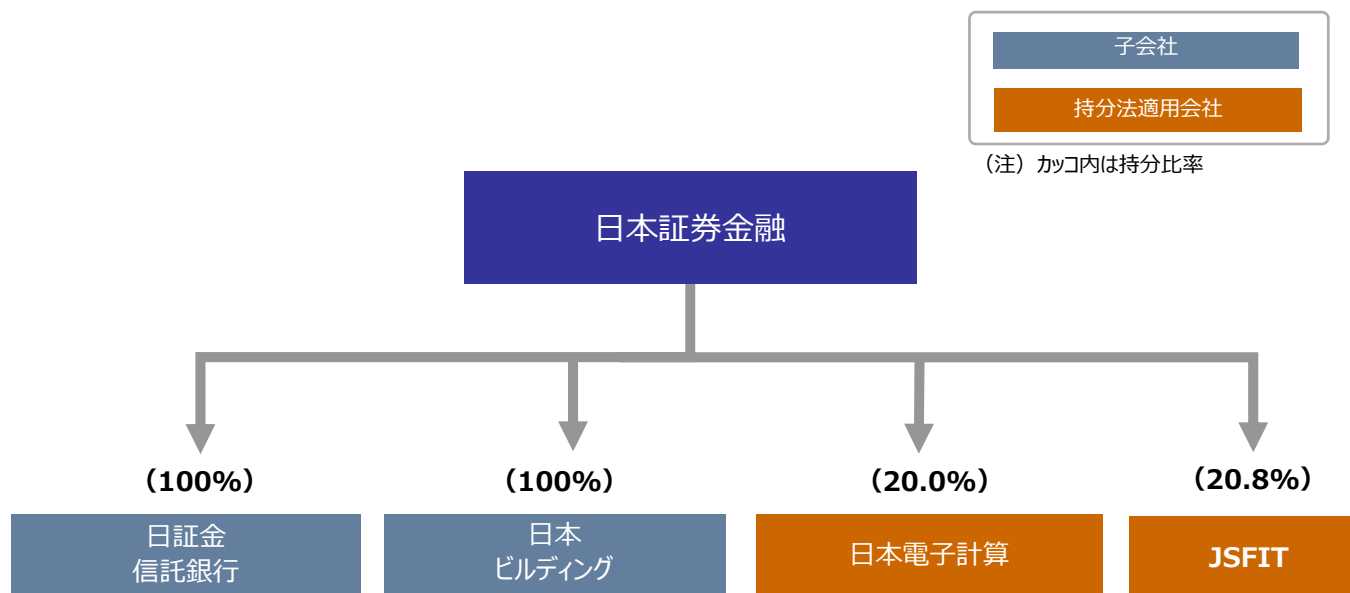 子会社
持分法適用会社
（注）カッコ内は持分比率
日本証券金融
（100%）
（100%）
（20.0%）
（20.8%）
日証金
信託銀行
日本
ビルディング
日本電子計算
JSFIT